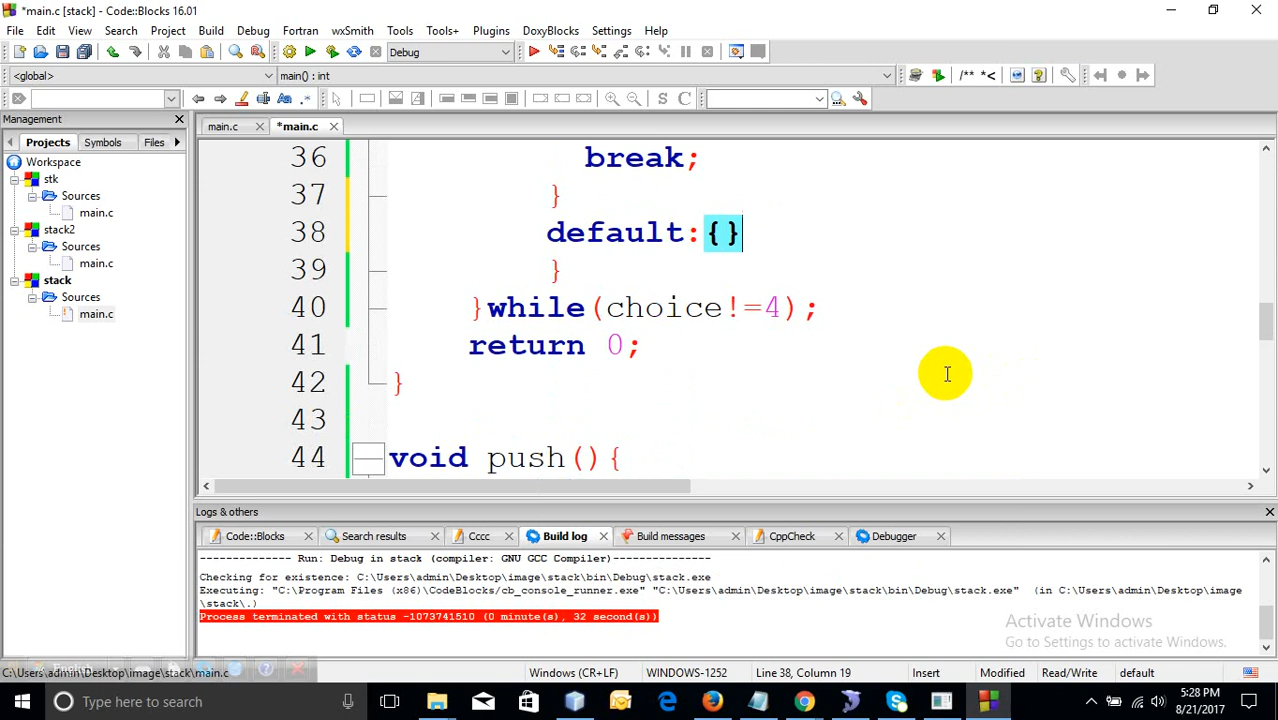 *main.c [stack] - Code::Blocks 16.01
File Edit View Search Project Build Debug Fortran wxSmith Tools Tools+ Plugins DoxyBlocks Settings Help
Debug
<global> main() : int
/** *<
Aa .* S C
Management
main.c *main.c
Projects Symbols Files
Workspace
stk
Sources
main.c
stack2
Sources
main.c
stack
Sources
main.c
36 break;
37 }
38 default:{}
39 }
40 }while(choice!=4);
41 return 0;
42 }
43
44 void push(){
Logs & others
Code::Blocks Search results Cccc Build log Build messages CppCheck Debugger
-------------- Run: Debug in stack (compiler: GNU GCC Compiler)---------------
Checking for existence: C:\Users\admin\Desktop\image\stack\bin\Debug\stack.exe
Executing: "C:\Program Files (x86)\CodeBlocks/cb_console_runner.exe" "C:\Users\admin\Desktop\image\stack\bin\Debug\stack.exe" (in C:\Users\admin\Desktop\image
\stack\.)
Process terminated with status -1073741510 (0 minute(s), 32 second(s))
Activate Windows
Go to Settings to activate Windows.
C:\Users\admin\Desktop\image\stack\main.c Windows (CR+LF) WINDOWS-1252 Line 38, Column 19 Insert Modified Read/Write default
Type here to search
5:28 PM
8/21/2017